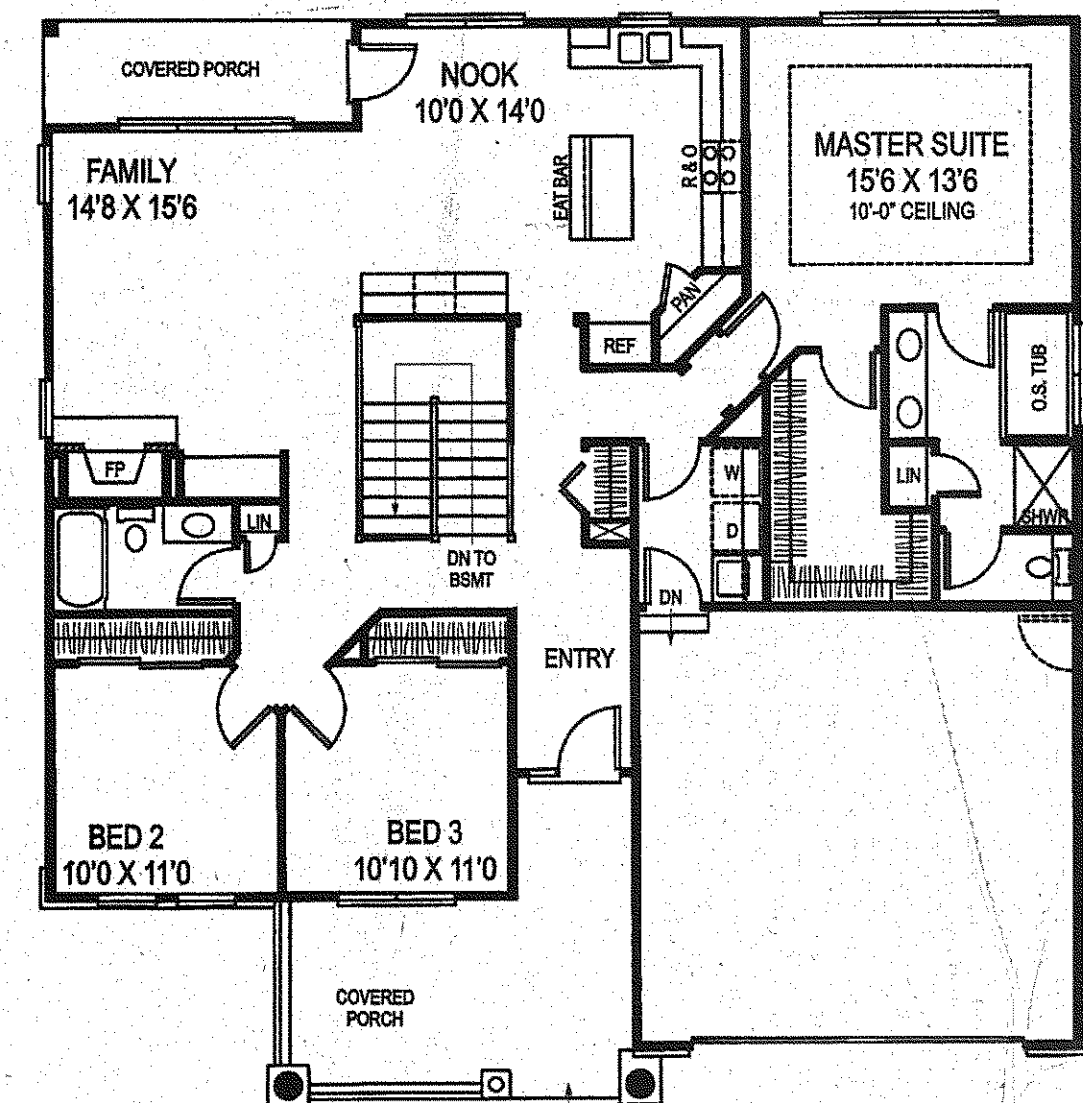 COVERED PORCH
NOOK
10'0 X 14'0
FAMILY
14'8 X 15'6
EAT BAR
R & O
MASTER SUITE
15'6 X 13'6
10'-0" CEILING
PAN
REF
O.S. TUB
FP
LIN
W
D
LIN
SHWR
DN TO
BSMT
DN
ENTRY
BED 2
10'0 X 11'0
BED 3
10'10 X 11'0
COVERED
PORCH